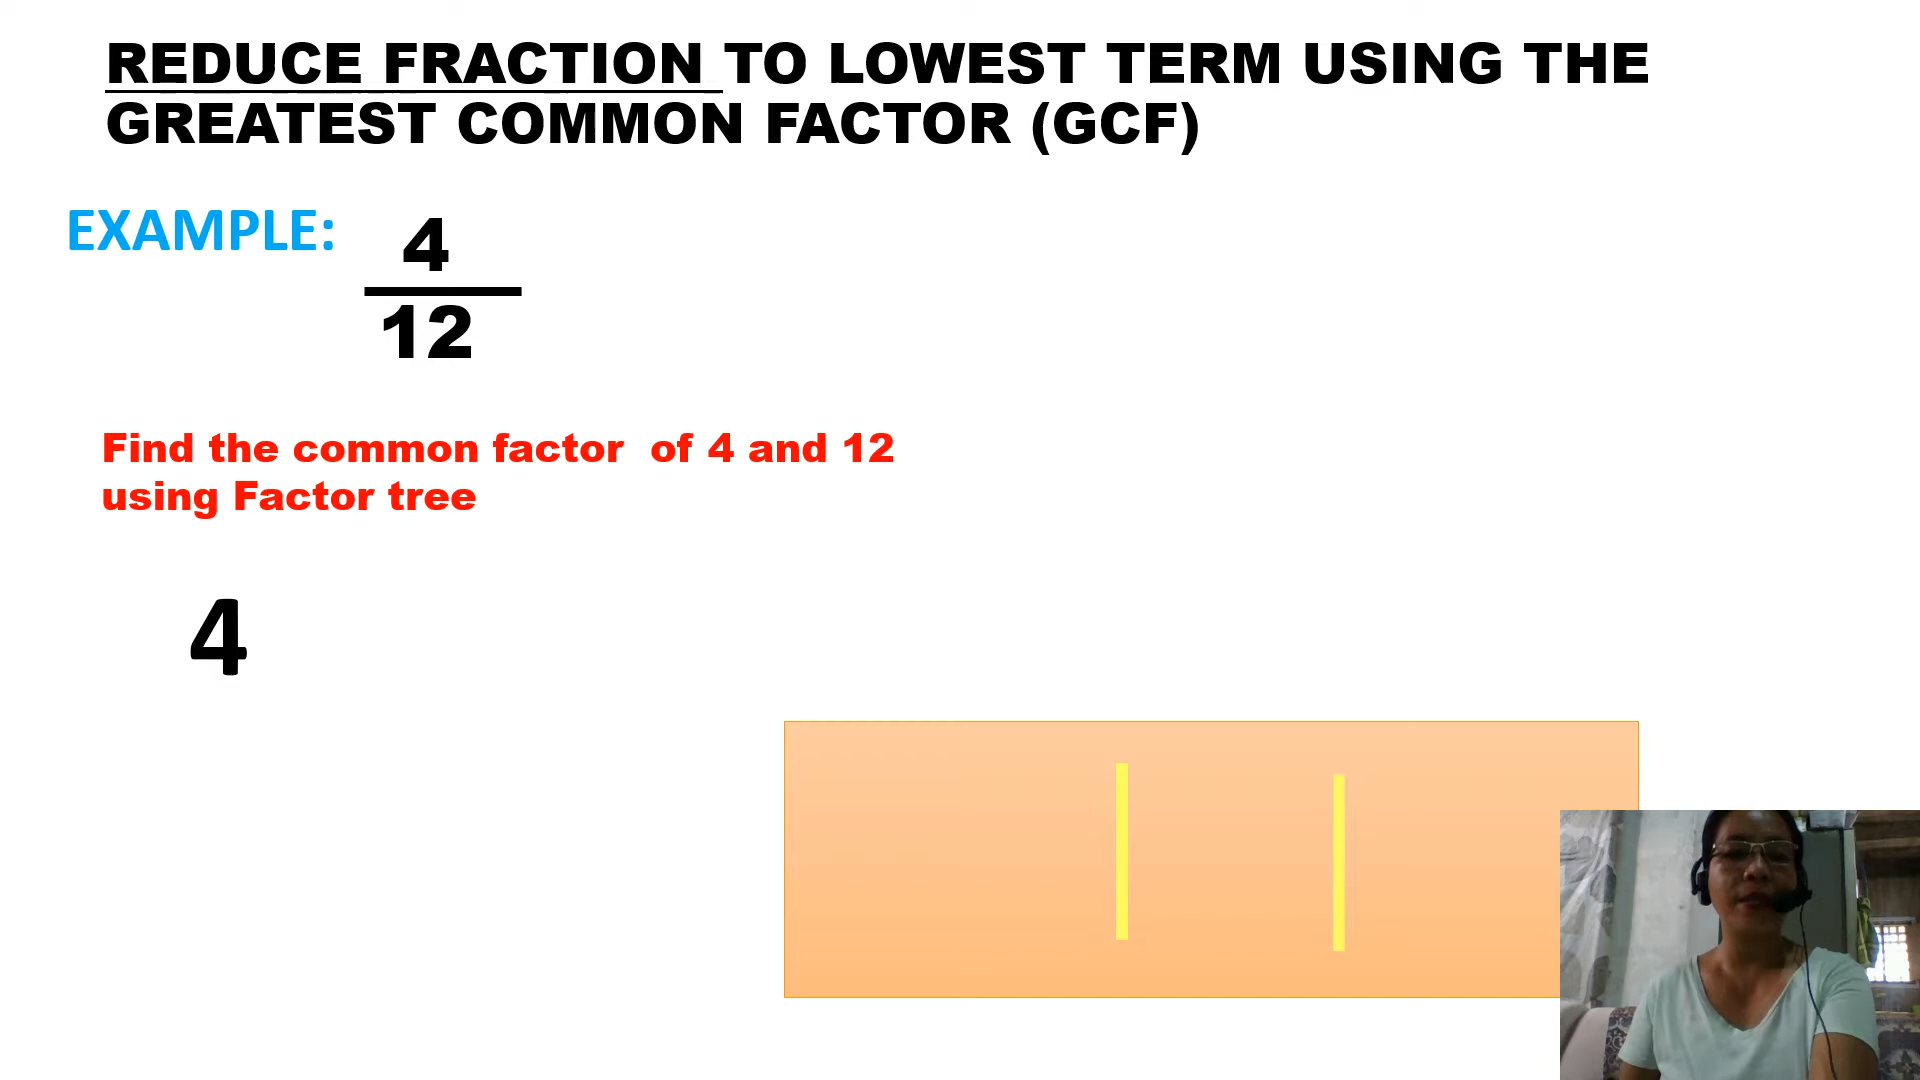 REDUCE FRACTION TO LOWEST TERM USING THE
GREATEST COMMON FACTOR (GCF)
EXAMPLE:
4
12
Find the common factor of 4 and 12
using Factor tree
4